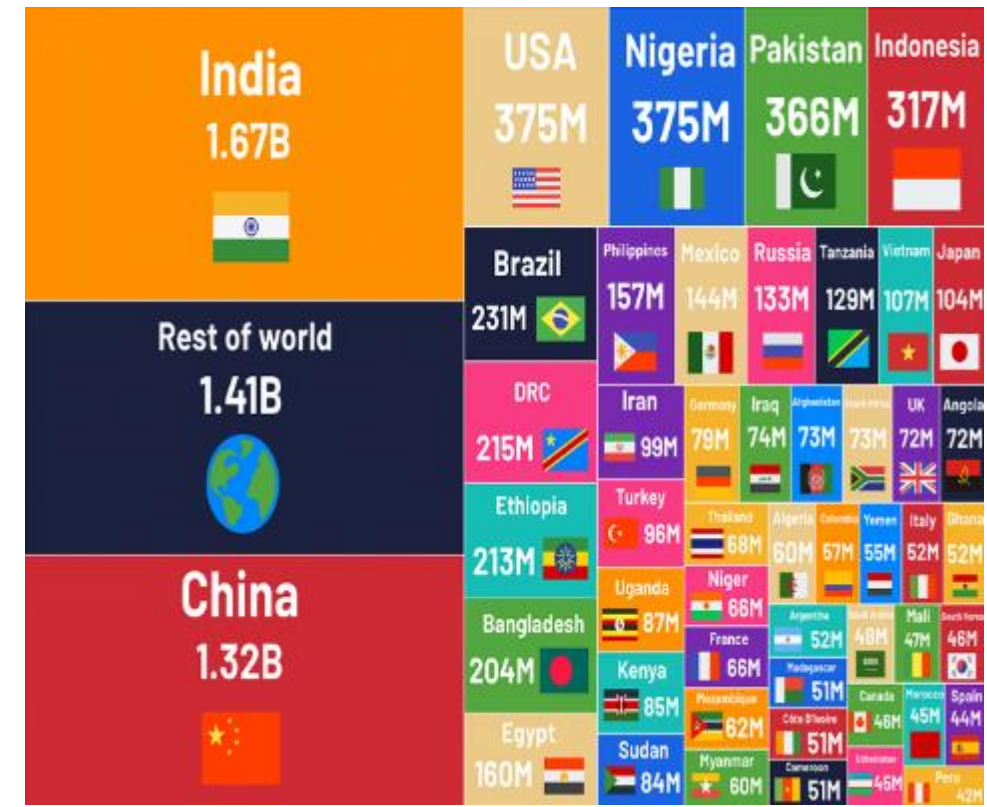 India
1.67B
Rest of world
1.41B
China
1.32B
USA
375M
Nigeria
375M
Pakistan
366M
Indonesia
317M
Brazil
231M
DRC
215M
Ethiopia
213M
Bangladesh
204M
Egypt
160M
Philippines
157M
Mexico
144M
Russia
133M
Tanzania
129M
Vietnam
107M
Japan
104M
Iran
99M
Turkey
96M
Uganda
87M
Kenya
85M
Sudan
84M
Germany
79M
Iraq
74M
Afghanistan
73M
South Africa
73M
UK
72M
Angola
72M
Thailand
68M
Niger
66M
France
66M
Mozambique
62M
Myanmar
60M
Algeria
60M
Colombia
57M
Yemen
55M
Italy
52M
Ghana
52M
Argentina
52M
Madagascar
51M
Côte D'Ivoire
51M
Cameroon
51M
Saudi Arabia
48M
Mali
47M
South Korea
46M
Canada
46M
Morocco
45M
Spain
44M
Uzbekistan
45M
Peru
42M